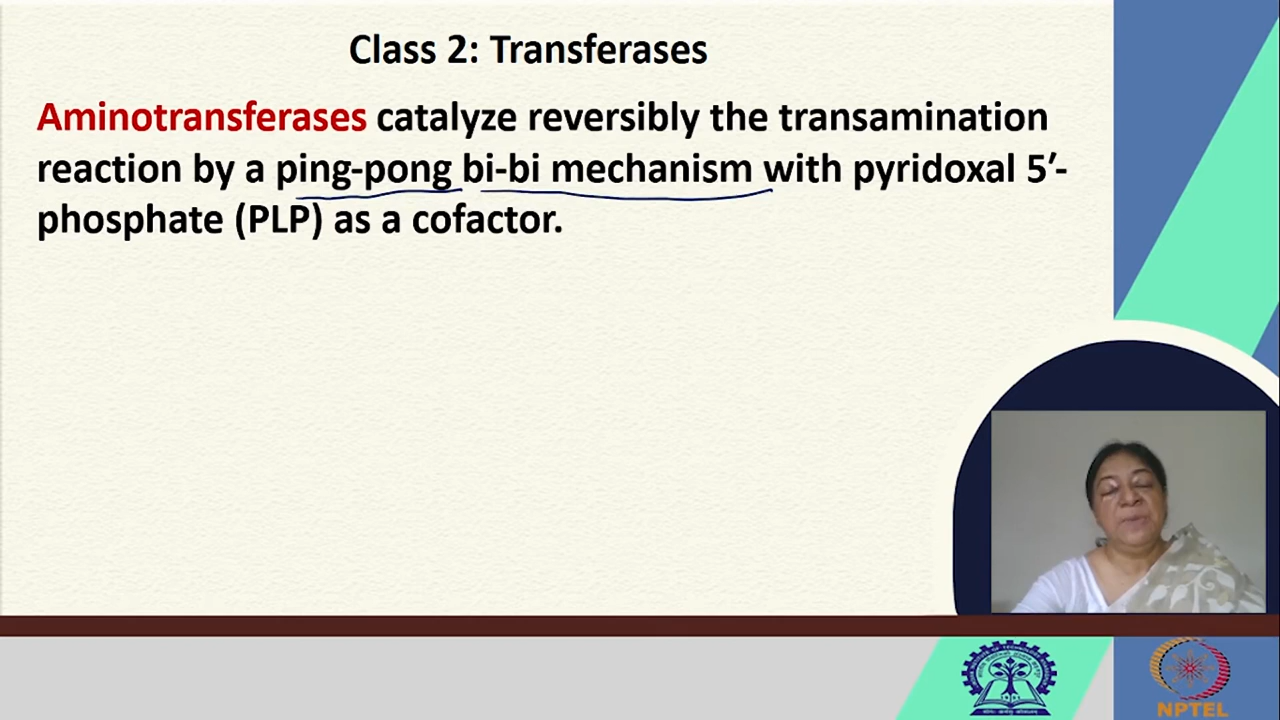 Class 2: Transferases
Aminotransferases catalyze reversibly the transamination
reaction by a ping-pong bi-bi mechanism with pyridoxal 5′-
phosphate (PLP) as a cofactor.
NPTEL